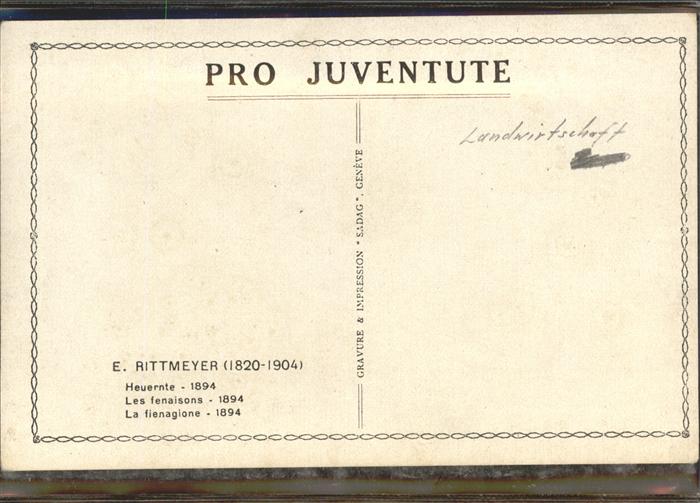 PRO JUVENTUTE
Landwirtschaft
GRAVURE & IMPRESSION "SADAG", GENÈVE
E. RITTMEYER (1820-1904)
Heuernte - 1894
Les fenaisons - 1894
La fienagione - 1894